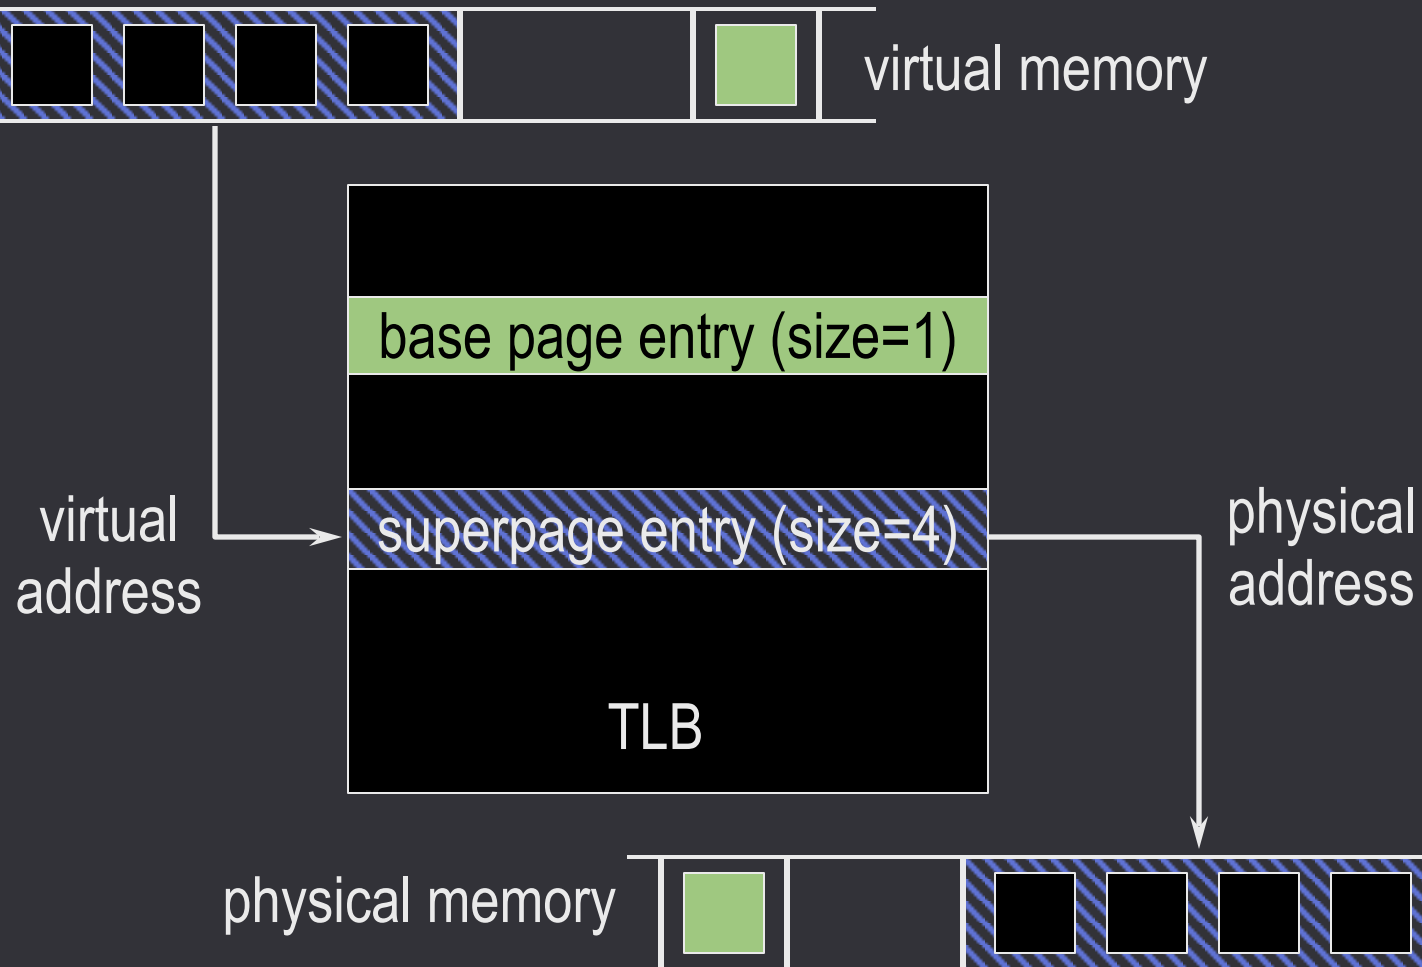 virtual memory
base page entry (size=1)
superpage entry (size=4)
virtual
address
physical
address
TLB
physical memory